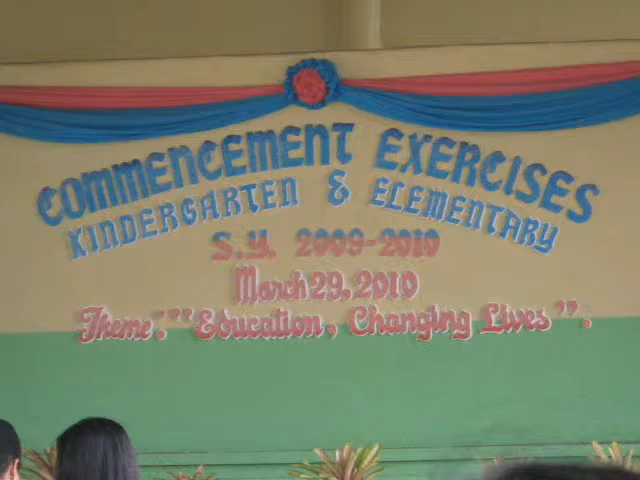 COMMENCEMENT EXERCISES
KINDERGARTEN & ELEMENTARY
S.Y. 2009-2010
March 29, 2010
Theme: "Education, Changing Lives".